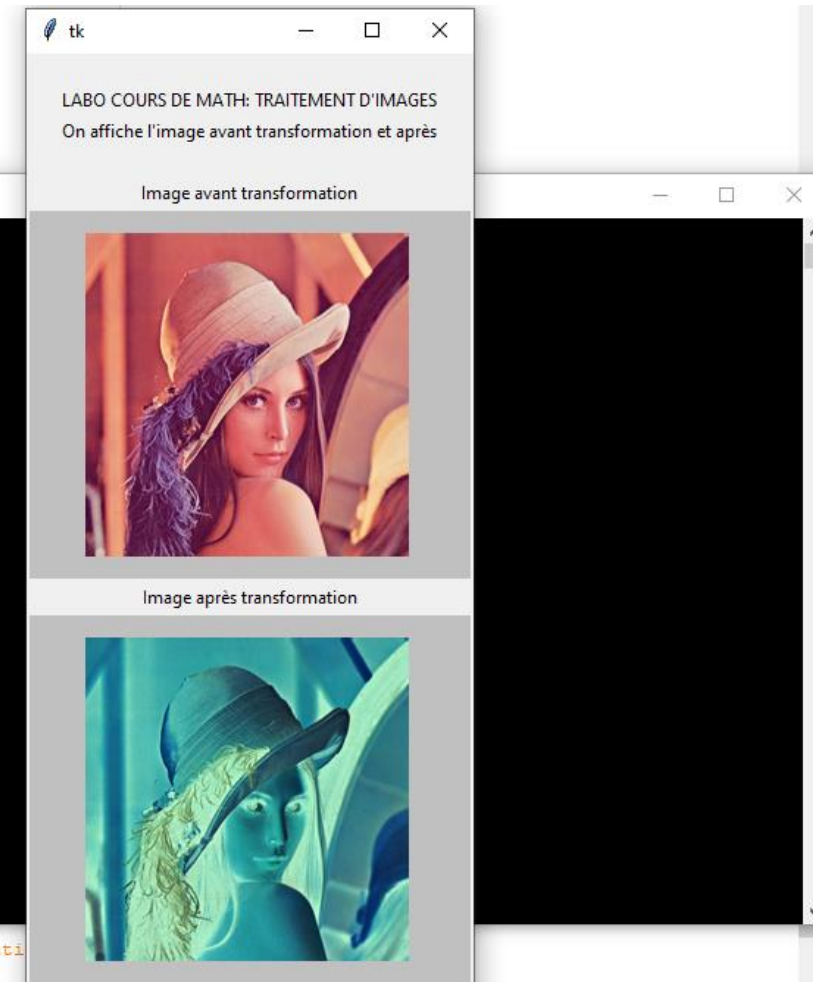 tk
LABO COURS DE MATH: TRAITEMENT D'IMAGES
On affiche l'image avant transformation et après
Image avant transformation
Image après transformation
ti